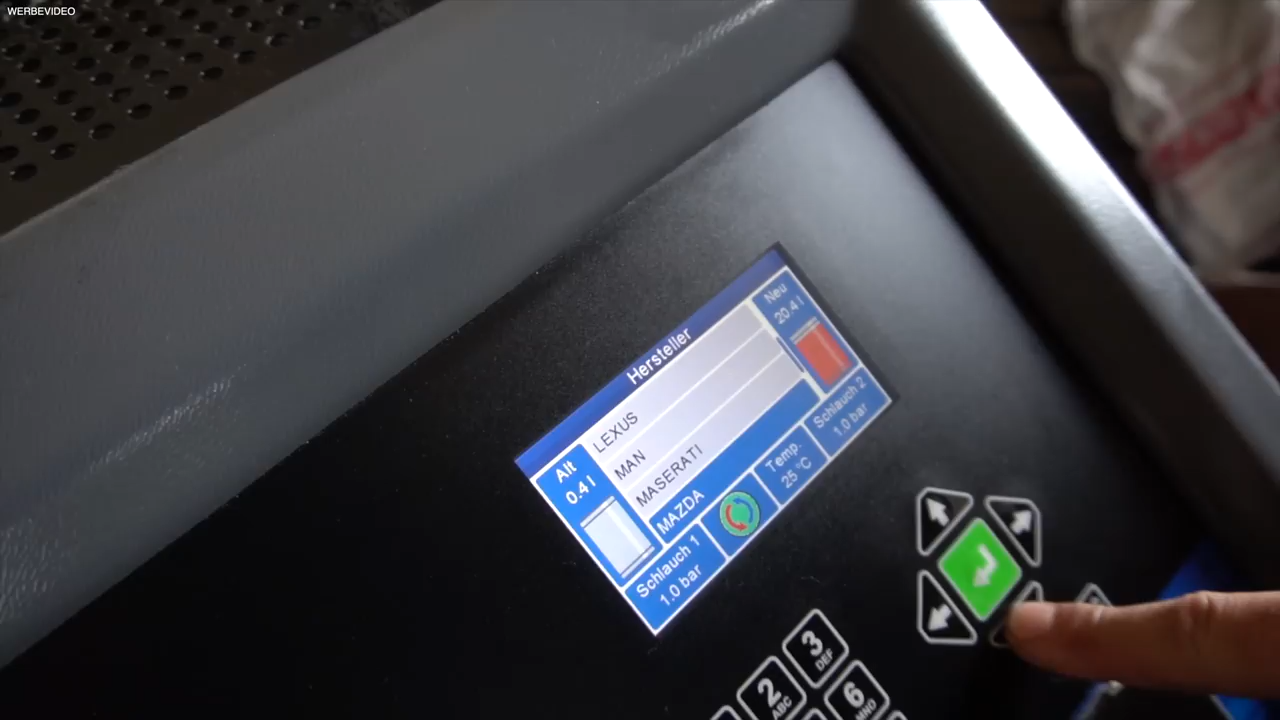 WERBEVIDEO
Hersteller
Alt
0.4 l
LEXUS
MAN
MASERATI
MAZDA
Neu
20.4 l
Schlauch 1
1.0 bar
Temp.
25 °C
Schlauch 2
1.0 bar
2
ABC
3
DEF
6
MNO